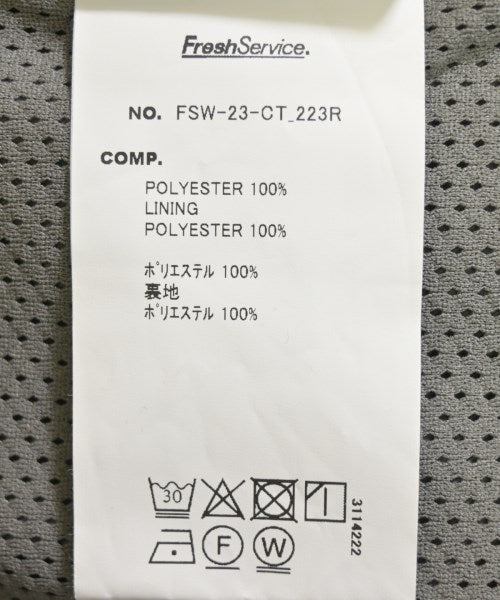 FreshService.
NO. FSW-23-CT_223R
COMP.
POLYESTER 100%
LINING
POLYESTER 100%
ﾎﾟﾘｴｽﾃﾙ 100%
裏地
ﾎﾟﾘｴｽﾃﾙ 100%
30
F W
3114222